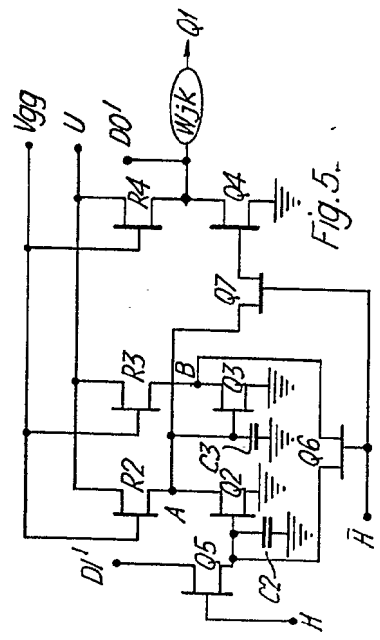 Vgg
U
DO'
Wjk
Q1
R4
Q4
Fig. 5.
R3
B
Q7
Q3
R2
A
C3
Q2
Q6
DI'
Q5
C2
H
H̄